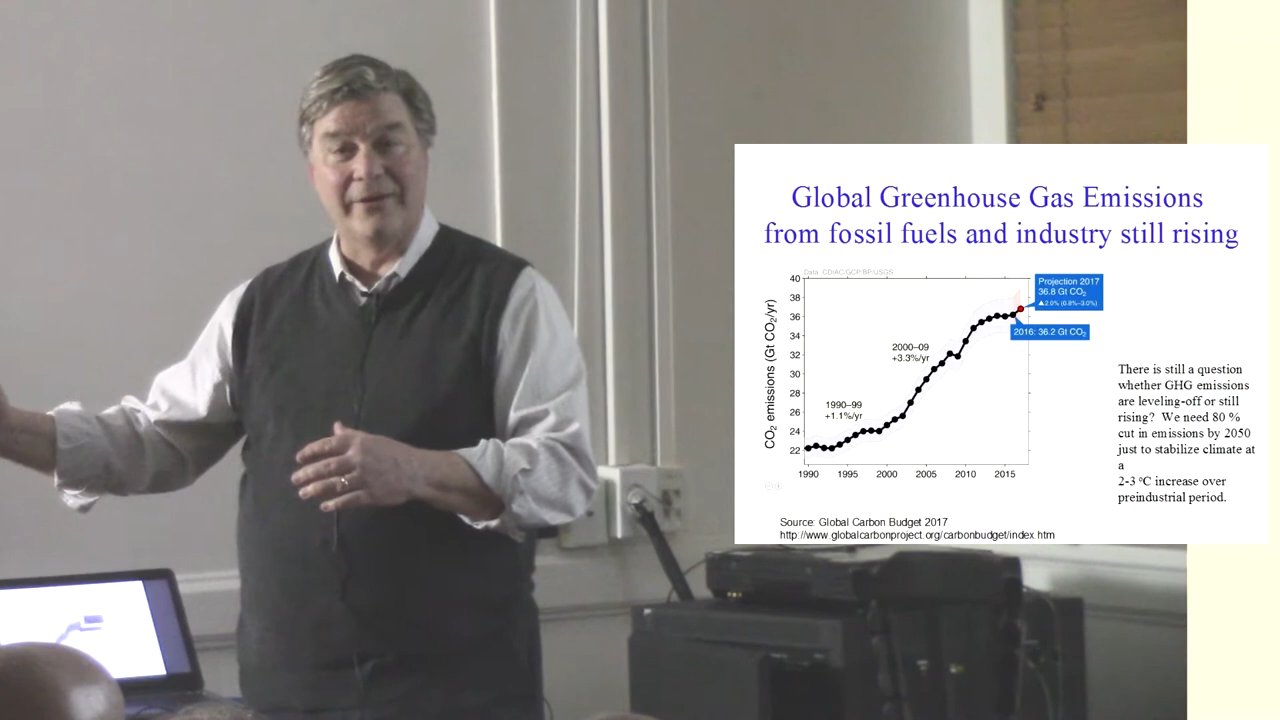 Global Greenhouse Gas Emissions
from fossil fuels and industry still rising
Data: CDIAC/GCP/BP/USGS
CO₂ emissions (Gt CO₂/yr)
40
38
36
34
32
30
28
26
24
22
1990
1995
2000
2005
2010
2015
1990–99
+1.1%/yr
2000–09
+3.3%/yr
Projection 2017
36.8 Gt CO₂
▲2.0% (0.8%–3.0%)
2016: 36.2 Gt CO₂
There is still a question
whether GHG emissions
are leveling-off or still
rising? We need 80 %
cut in emissions by 2050
just to stabilize climate at
a
2-3 °C increase over
preindustrial period.
Source: Global Carbon Budget 2017
http://www.globalcarbonproject.org/carbonbudget/index.htm